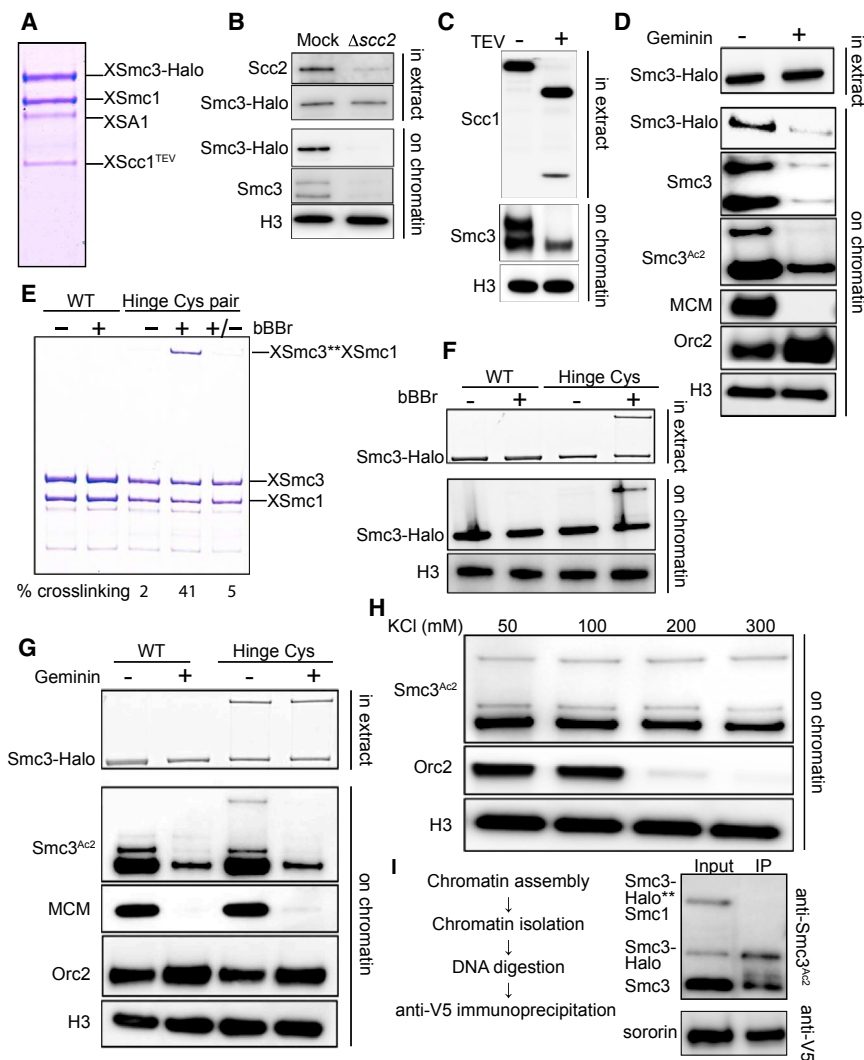 A
XSmc3-Halo
XSmc1
XSA1
XScc1TEV
B
Mock Δscc2
Scc2
Smc3-Halo
in extract
Smc3-Halo
Smc3
H3
on chromatin
C
TEV - +
Scc1
in extract
Smc3
H3
on chromatin
D
Geminin - +
Smc3-Halo
in extract
Smc3-Halo
Smc3
Smc3Ac2
MCM
Orc2
H3
on chromatin
E
WT Hinge Cys pair
− + − + +/− bBBr
XSmc3**XSmc1
XSmc3
XSmc1
% crosslinking 2 41 5
F
WT Hinge Cys
bBBr - + - +
Smc3-Halo
in extract
Smc3-Halo
H3
on chromatin
G
WT Hinge Cys
Geminin - + - +
Smc3-Halo
in extract
Smc3Ac2
MCM
Orc2
H3
on chromatin
H
KCl (mM) 50 100 200 300
Smc3Ac2
Orc2
H3
on chromatin
I
Chromatin assembly
↓
Chromatin isolation
↓
DNA digestion
↓
anti-V5 immunoprecipitation
Input IP
Smc3-
Halo**
Smc1
Smc3-
Halo
Smc3
anti-Smc3Ac2
sororin
anti-V5